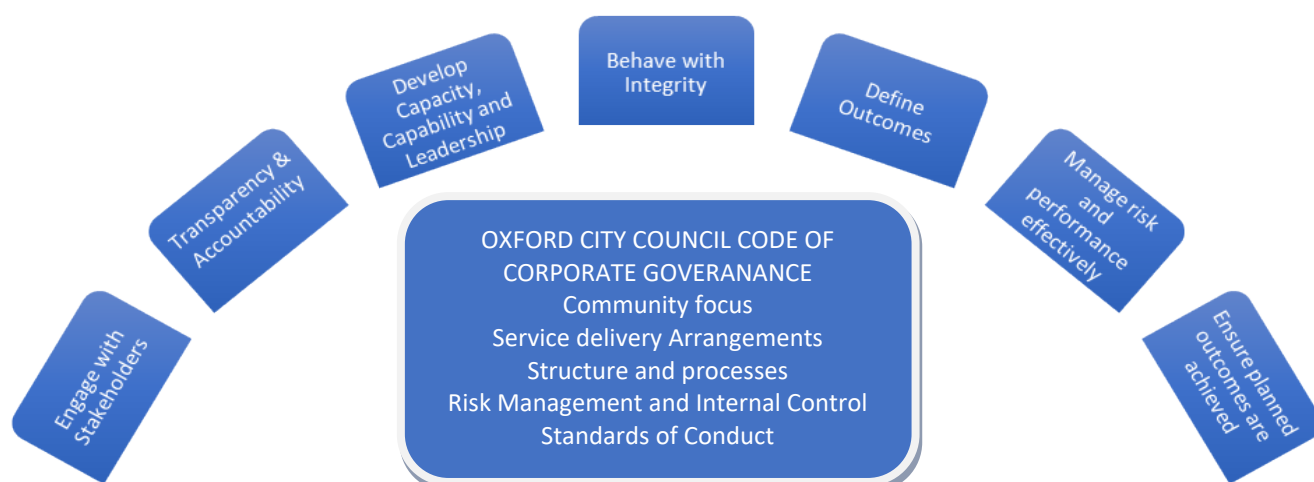 Engage with
Stakeholders
Transparency &
Accountability
Develop
Capacity,
Capability and
Leadership
Behave with
Integrity
Define
Outcomes
Manage risk
and
performance
effectively
Ensure planned
outcomes are
achieved
OXFORD CITY COUNCIL CODE OF
CORPORATE GOVERANANCE
Community focus
Service delivery Arrangements
Structure and processes
Risk Management and Internal Control
Standards of Conduct